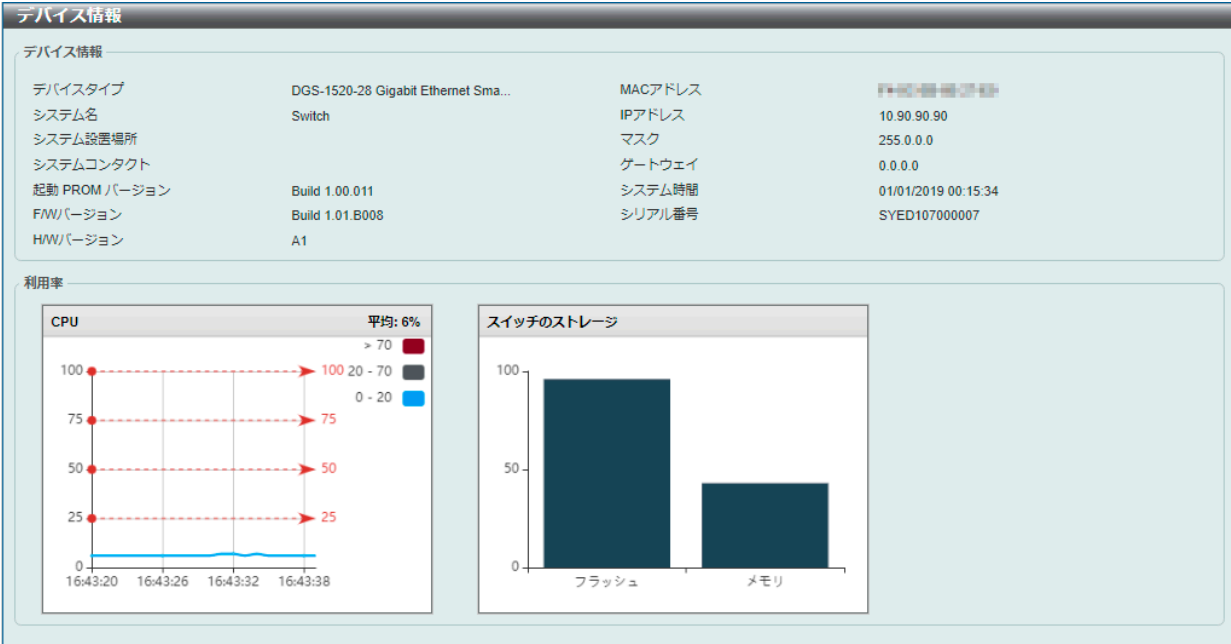 デバイス情報
デバイス情報
デバイスタイプ DGS-1520-28 Gigabit Ethernet Sma... MACアドレス
システム名 Switch IPアドレス 10.90.90.90
システム設置場所 マスク 255.0.0.0
システムコンタクト ゲートウェイ 0.0.0.0
起動 PROM バージョン Build 1.00.011 システム時間 01/01/2019 00:15:34
F/Wバージョン Build 1.01.B008 シリアル番号 SYED107000007
H/Wバージョン A1
利用率
CPU 平均: 6%
> 70
100 100 20 - 70
0 - 20
75 75
50 50
25 25
0
16:43:20 16:43:26 16:43:32 16:43:38
スイッチのストレージ
100
50
0
フラッシュ メモリ